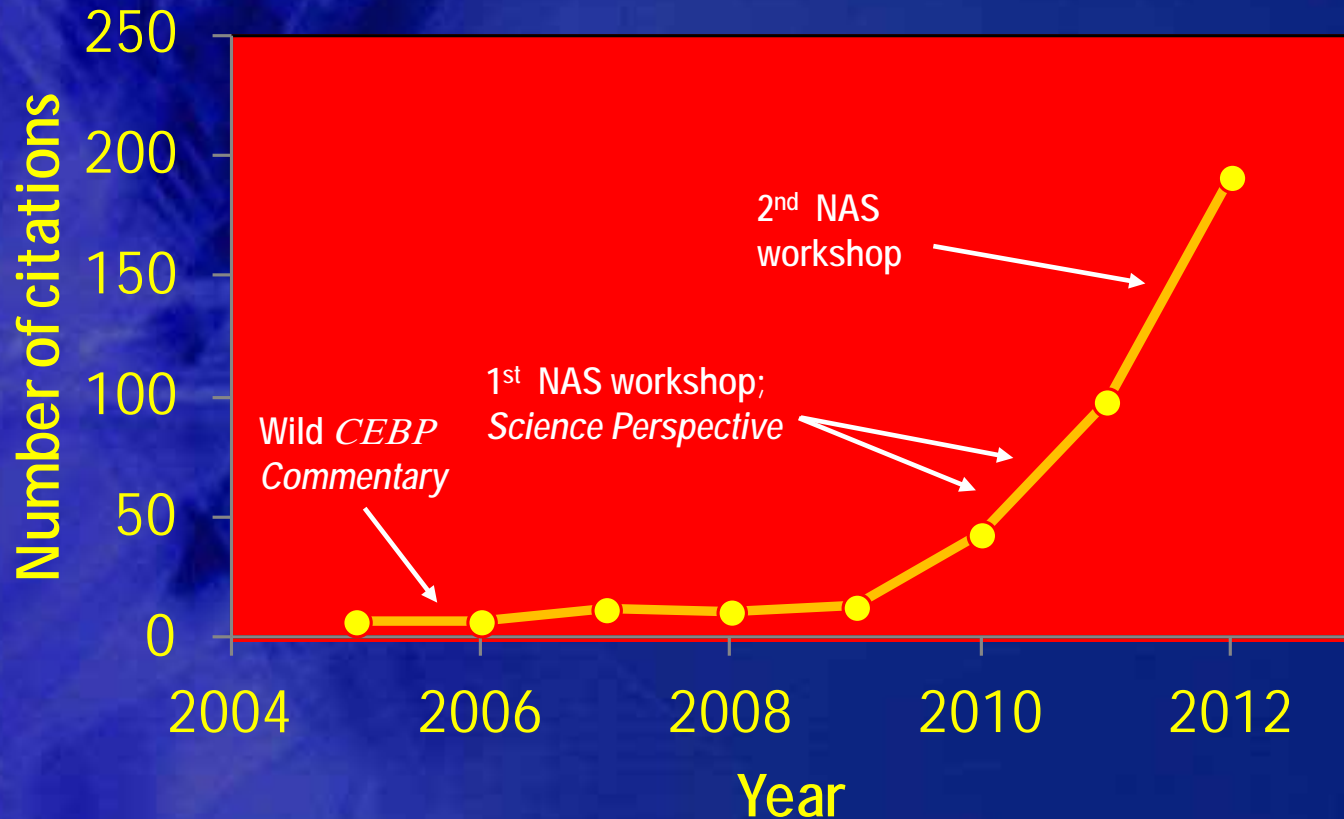 250
200
150
100
50
0
Number of citations
2nd NAS
workshop
1st NAS workshop;
Science Perspective
Wild CEBP
Commentary
2004 2006 2008 2010 2012
Year